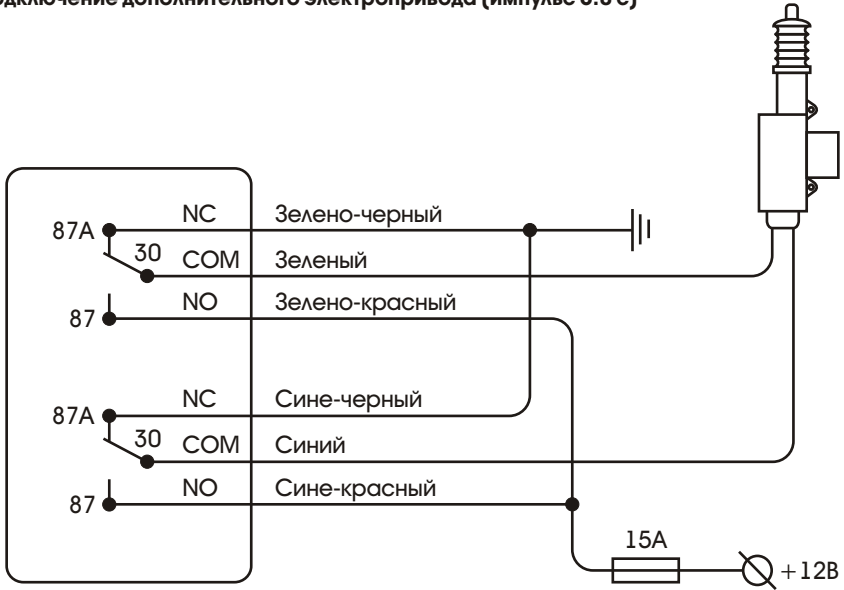 дключение дополнительного электропривода (импульс 0.8 с)
NC Зелено-черный
87A
30 COM Зеленый
NO Зелено-красный
87
NC Сине-черный
87A
30 COM Синий
NO Сине-красный
87
15A
+12В